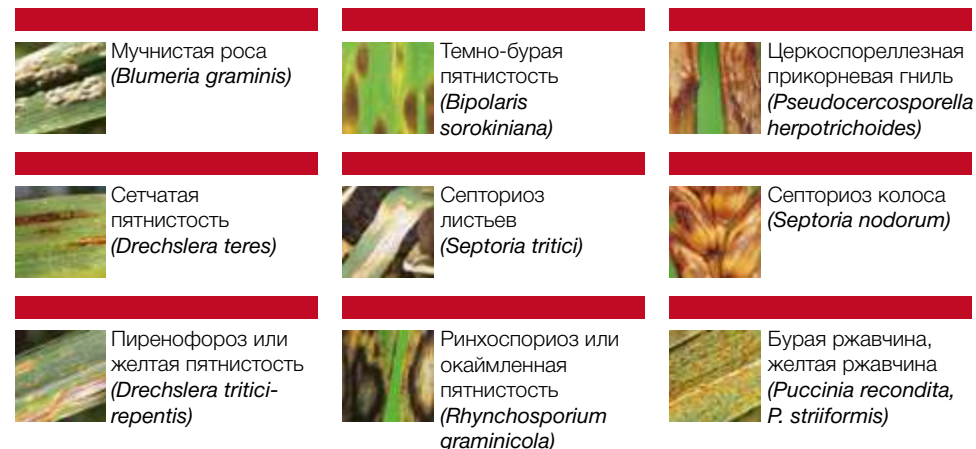 Мучнистая роса
(Blumeria graminis)
Темно-бурая
пятнистость
(Bipolaris
sorokiniana)
Церкоспореллезная
прикорневая гниль
(Pseudocercosporella
herpotrichoides)
Сетчатая
пятнистость
(Drechslera teres)
Септориоз
листьев
(Septoria tritici)
Септориоз колоса
(Septoria nodorum)
Пиренофороз или
желтая пятнистость
(Drechslera tritici-
repentis)
Ринхоспориоз или
окаймленная
пятнистость
(Rhynchosporium
graminicola)
Бурая ржавчина,
желтая ржавчина
(Puccinia recondita,
P. striiformis)